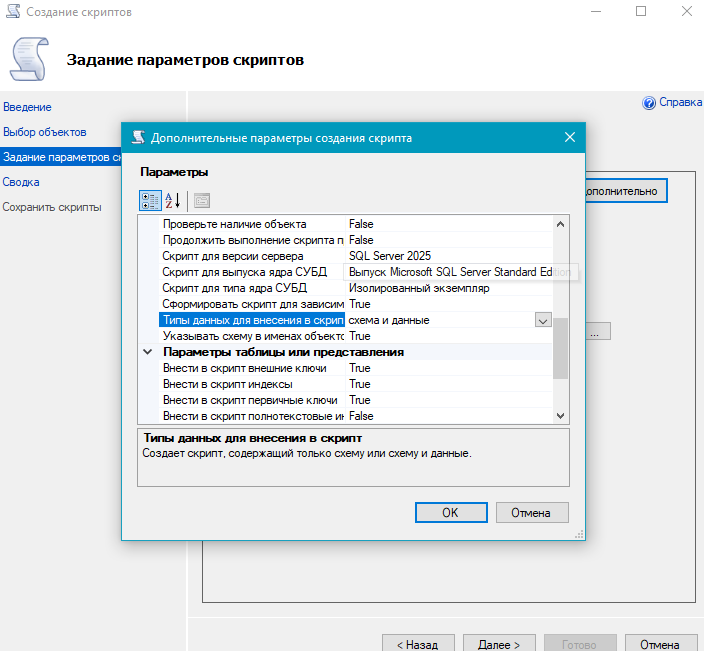 Создание скриптов
Задание параметров скриптов
Введение
Выбор объектов
Задание параметров ск
Сводка
Сохранить скрипты
Справка
Дополнительные параметры создания скрипта
Параметры
Проверьте наличие объекта False
Продолжить выполнение скрипта п False
Скрипт для версии сервера SQL Server 2025
Скрипт для выпуска ядра СУБД Выпуск Microsoft SQL Server Standard Edition
Скрипт для типа ядра СУБД Изолированный экземпляр
Сформировать скрипт для зависим True
Типы данных для внесения в скрип схема и данные
Указывать схему в именах объекто True
Параметры таблицы или представления
Внести в скрипт внешние ключи True
Внести в скрипт индексы True
Внести в скрипт первичные ключи True
Внести в скрипт полнотекстовые ин False
Типы данных для внесения в скрипт
Создает скрипт, содержащий только схему или схему и данные.
OK Отмена
ополнительно
...
< Назад Далее > Готово Отмена